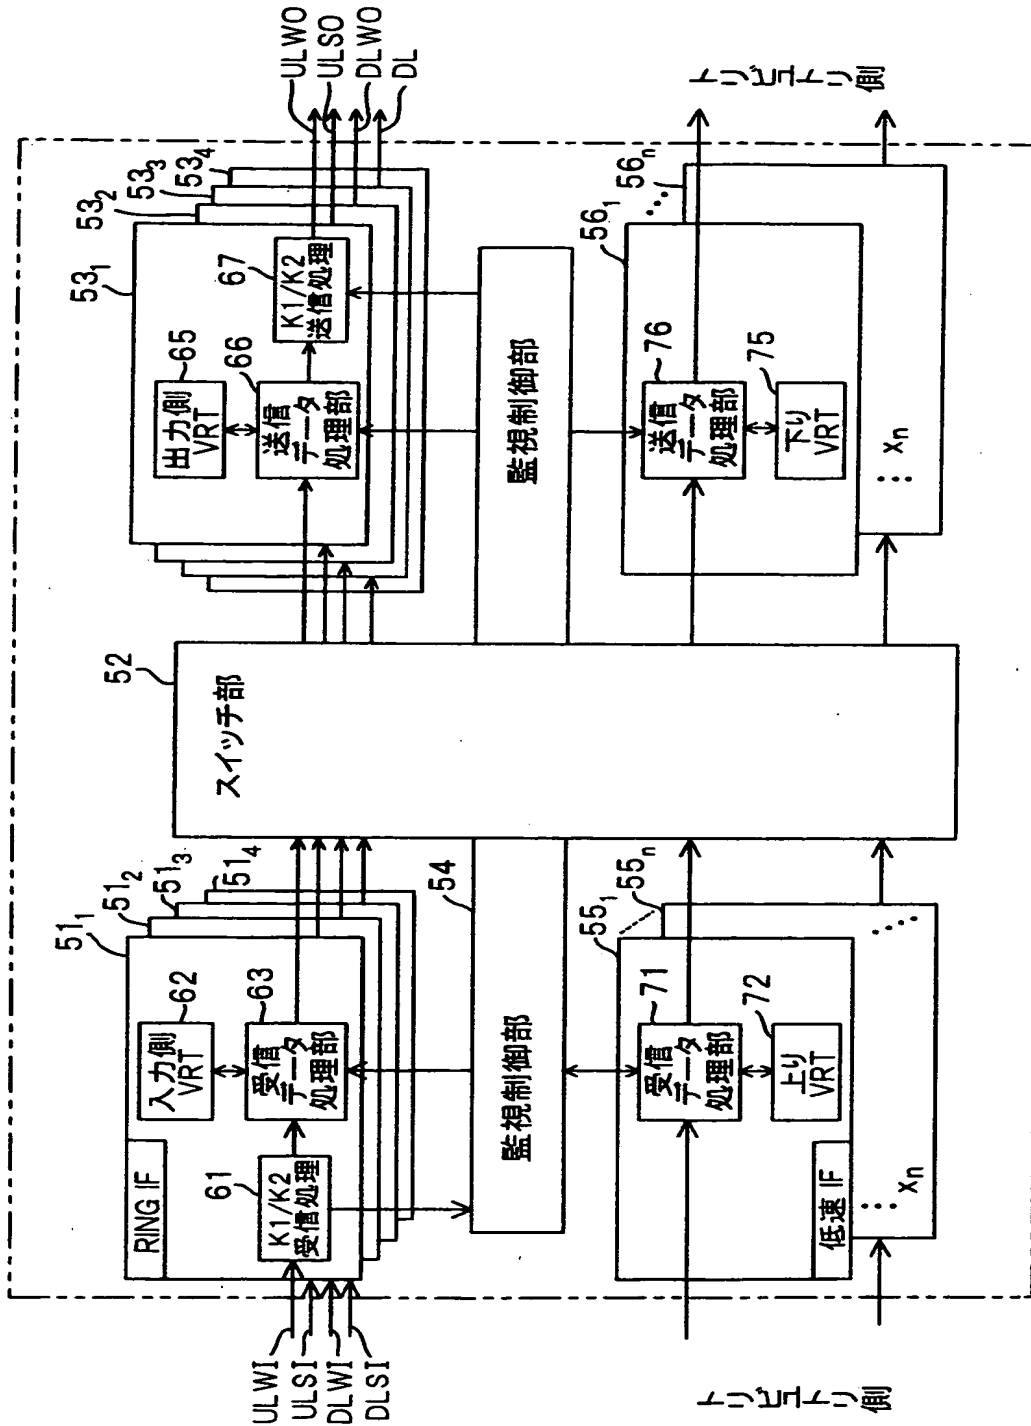 ULWI
ULSI
DLWI
DLSI
51₁
51₂
51₃
51₄
RING IF
入力側
VRT
62
受信
データ
処理部
63
K1/K2
受信処理
61
監視制御部
54
55₁
55ₙ
受信
データ
処理部
71
上り
VRT
72
低速 IF
xₙ
トリビュトリ側
52
スイッチ部
53₁
53₂
53₃
53₄
出力側
VRT
65
送信
データ
処理部
66
K1/K2
送信処理
67
ULWO
ULSO
DLWO
DL
監視制御部
56₁
56ₙ
送信
データ
処理部
76
下り
VRT
75
xₙ
トリビュトリ側